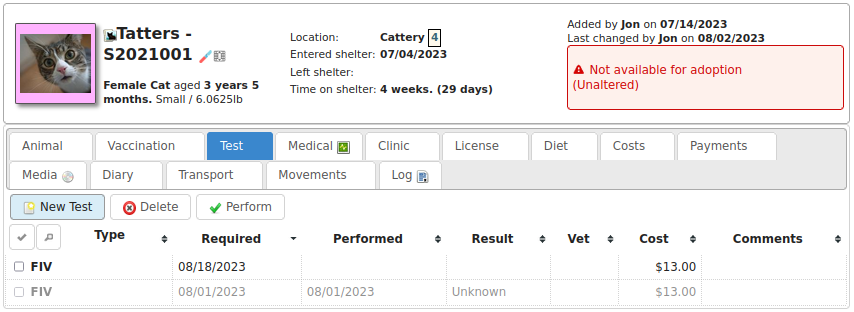 Tatters -
S2021001
Female Cat aged 3 years 5
months. Small / 6.0625lb
Location: Cattery 4
Entered shelter: 07/04/2023
Left shelter:
Time on shelter: 4 weeks. (29 days)
Added by Jon on 07/14/2023
Last changed by Jon on 08/02/2023
Not available for adoption
(Unaltered)
Animal Vaccination Test Medical Clinic License Diet Costs Payments
Media Diary Transport Movements Log
New Test Delete Perform
Type Required Performed Result Vet Cost Comments
FIV 08/18/2023 $13.00
FIV 08/01/2023 08/01/2023 Unknown $13.00